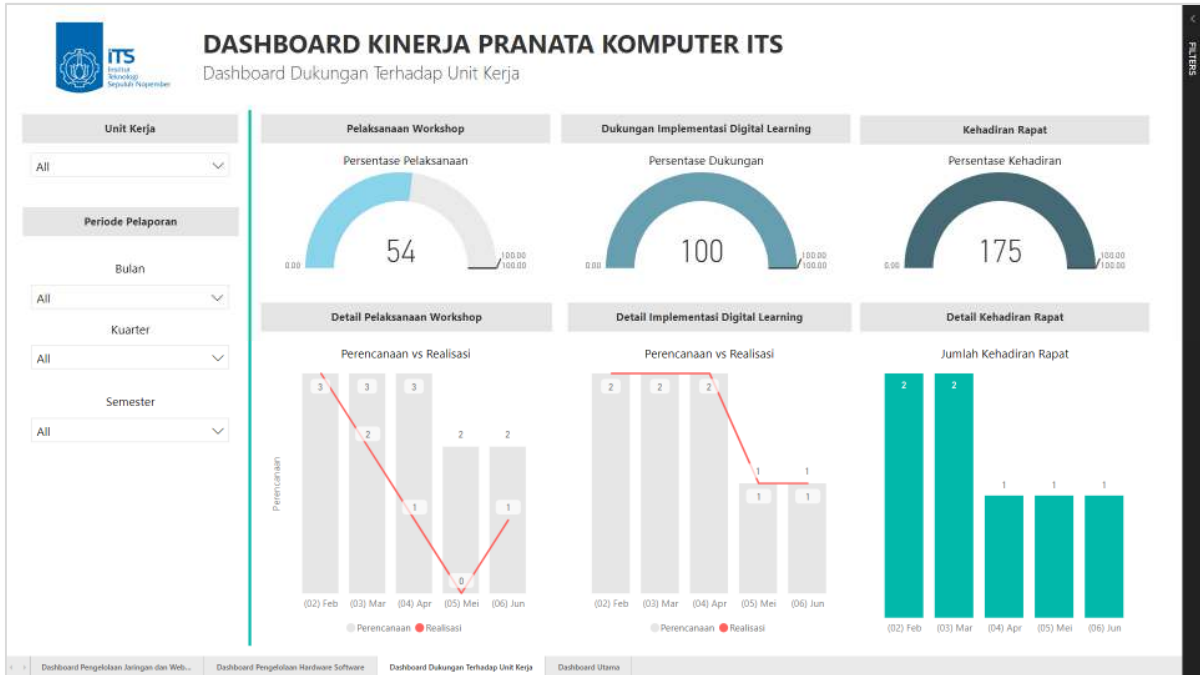 iTS
Institut
Teknologi
Sepuluh Nopember
DASHBOARD KINERJA PRANATA KOMPUTER ITS
Dashboard Dukungan Terhadap Unit Kerja
FILTERS
Unit Kerja
All
Periode Pelaporan
Bulan
All
Kuarter
All
Semester
All
Pelaksanaan Workshop
Persentase Pelaksanaan
54
0.00
100.00
100.00
Dukungan Implementasi Digital Learning
Persentase Dukungan
100
0.00
100.00
100.00
Kehadiran Rapat
Persentase Kehadiran
175
0.00
100.00
100.00
Detail Pelaksanaan Workshop
Perencanaan vs Realisasi
Perencanaan
3 3 3 2 2
2 1 0 1
(02) Feb (03) Mar (04) Apr (05) Mei (06) Jun
Perencanaan Realisasi
Detail Implementasi Digital Learning
Perencanaan vs Realisasi
2 2 2 1 1
1 1
(02) Feb (03) Mar (04) Apr (05) Mei (06) Jun
Perencanaan Realisasi
Detail Kehadiran Rapat
Jumlah Kehadiran Rapat
2 2 1 1 1
(02) Feb (03) Mar (04) Apr (05) Mei (06) Jun
Dashboard Pengelolaan Jaringan dan Web... Dashboard Pengelolaan Hardware Software Dashboard Dukungan Terhadap Unit Kerja Dashboard Utama